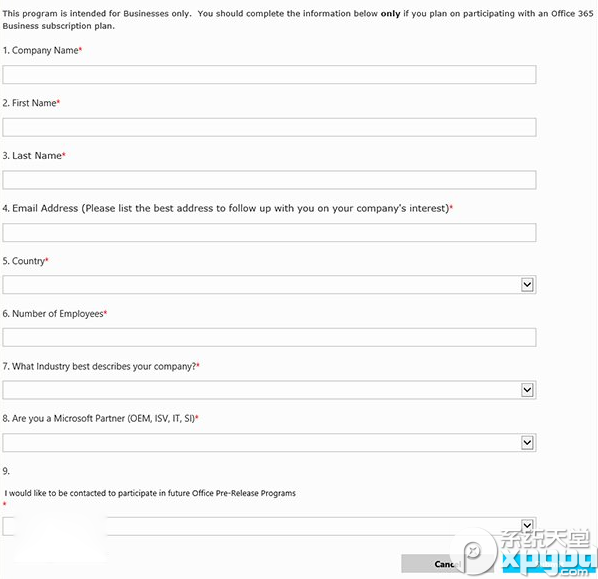 This program is intended for Businesses only. You should complete the information below only if you plan on participating with an Office 365
Business subscription plan.
1. Company Name*
2. First Name*
3. Last Name*
4. Email Address (Please list the best address to follow up with you on your company's interest)*
5. Country*
6. Number of Employees*
7. What Industry best describes your company?*
8. Are you a Microsoft Partner (OEM, ISV, IT, SI)*
9.
I would like to be contacted to participate in future Office Pre-Release Programs
*
系统天堂